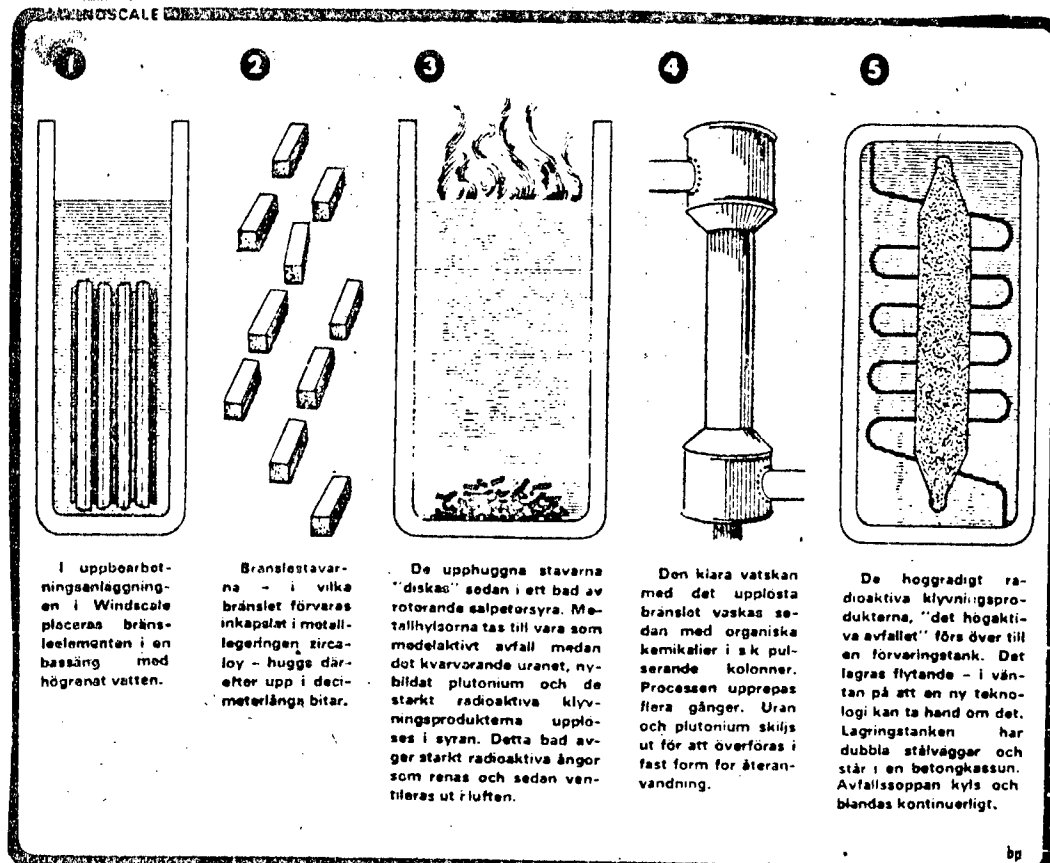 WINDSCALE
1
2
3
4
5
I uppbearbet-
ningsanläggning-
en i Windscale
placeras bräns-
leelementen i en
bassäng med
högrenat vatten.
Bränslestavar-
na – i vilka
bränslet förvaras
inkapslat i metall-
legeringen zirca-
loy – huggs där-
efter upp i deci-
meterlånga bitar.
De upphuggna stavarna
"diskas" sedan i ett bad av
roterande salpetersyra. Me-
tallhylsorna tas till vara som
medelaktivt avfall medan
det kvarvarande uranet, ny-
bildat plutonium och de
starkt radioaktiva klyv-
ningsprodukterna upplö-
ses i syran. Detta bad av-
ger starkt radioaktiva ångor
som renas och sedan ven-
tileras ut i luften.
Den klara vätskan
med det upplösta
bränslet vaskas se-
dan med organiska
kemikalier i s k pul-
serande kolonner.
Processen upprepas
flera gånger. Uran
och plutonium skiljs
ut för att överföras i
fast form för återan-
vändning.
De höggradigt ra-
dioaktiva klyvningspro-
dukterna, "det högakti-
va avfallet" förs över till
en förvaringstank. Det
lagras flytande – i vän-
tan på att en ny tekno-
logi kan ta hand om det.
Lagringstanken har
dubbla stålväggar och
står i en betongkassun.
Avfallssoppan kyls och
blandas kontinuerligt.
bp